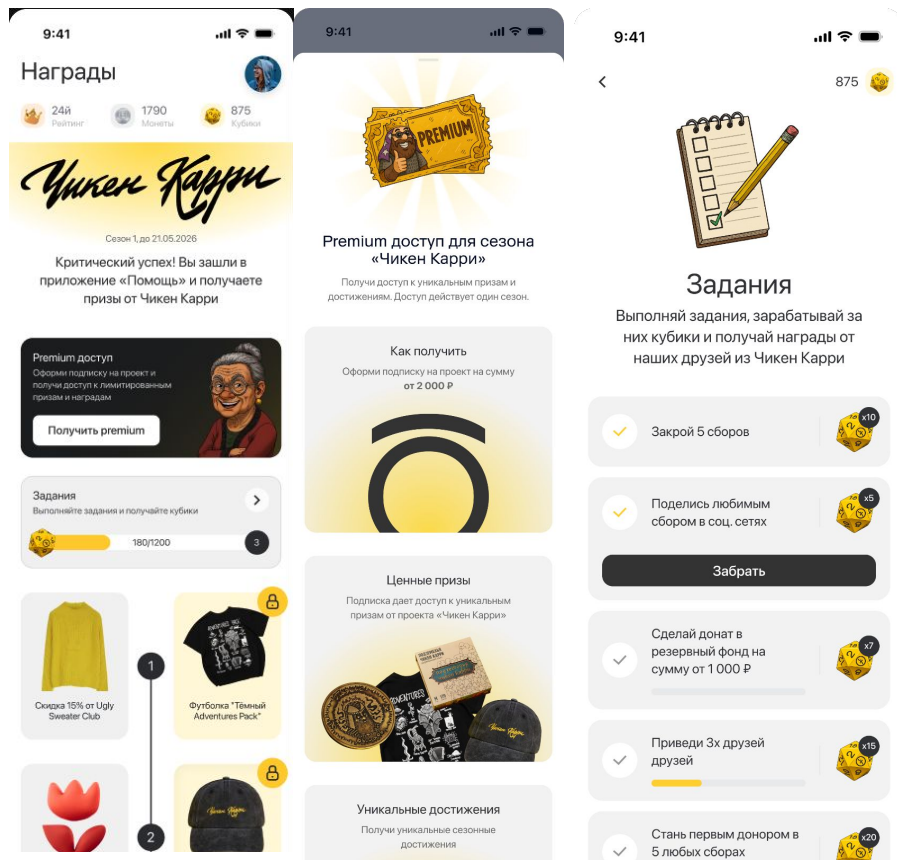 9:41
Награды
24й
Рейтинг
1790
Монеты
875
Кубики
Чикен Карри
Сезон 1, до 21.05.2026
Критический успех! Вы зашли в
приложение «Помощь» и получаете
призы от Чикен Карри
Premium доступ
Оформи подписку на проект и
получи доступ к лимитированным
призам и наградам
Получить premium
Задания
Выполняйте задания и получайте кубики
180/1200
3
1
Скидка 15% от Ugly
Sweater Club
ADVENTURES PACK
Футболка "Тёмный
Adventures Pack"
2
Чикен Карри
9:41
PREMIUM
Premium доступ для сезона
«Чикен Карри»
Получи доступ к уникальным призам и
достижениям. Доступ действует один сезон.
Как получить
Оформи подписку на проект на сумму
от 2 000 ₽
Ценные призы
Подписка дает доступ к уникальным
призам от проекта «Чикен Карри»
ADVENTURES
Чикен Карри
Уникальные достижения
Получи уникальные сезонные
достижения
9:41
875
Задания
Выполняй задания, зарабатывай за
них кубики и получай награды от
наших друзей из Чикен Карри
Закрой 5 сборов
x10
Поделись любимым
сбором в соц. сетях
x5
Забрать
Сделай донат в
резервный фонд на
сумму от 1 000 ₽
x7
Приведи 3х друзей
друзей
x15
Стань первым донором в
5 любых сборах
x20